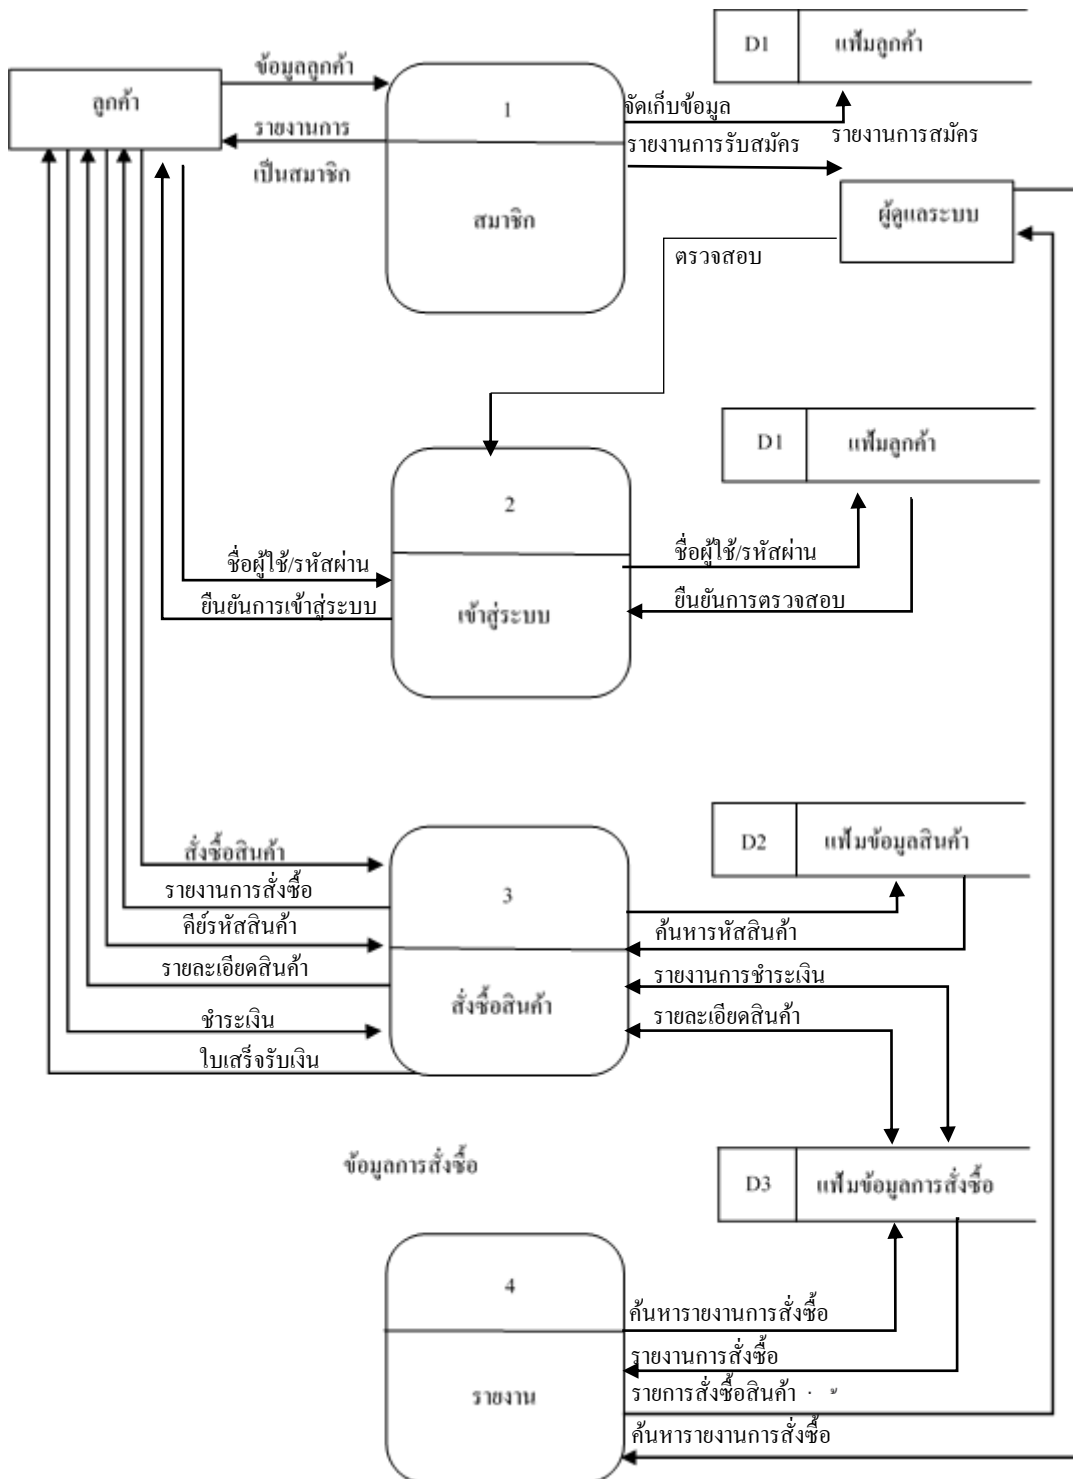 D1
แฟ้มลูกค้า
ลูกค้า
ข้อมูลลูกค้า
1
จัดเก็บข้อมูล
รายงานการ
รายงานการรับสมัคร
รายงานการสมัคร
เป็นสมาชิก
สมาชิก
ผู้ดูแลระบบ
ตรวจสอบ
D1
แฟ้มลูกค้า
2
ชื่อผู้ใช้/รหัสผ่าน
ชื่อผู้ใช้/รหัสผ่าน
ยืนยันการเข้าสู่ระบบ
ยืนยันการตรวจสอบ
เข้าสู่ระบบ
D2
แฟ้มข้อมูลสินค้า
สั่งซื้อสินค้า
รายงานการสั่งซื้อ
3
คีย์รหัสสินค้า
ค้นหารหัสสินค้า
รายละเอียดสินค้า
รายงานการชำระเงิน
สั่งซื้อสินค้า
ชำระเงิน
รายละเอียดสินค้า
ใบเสร็จรับเงิน
ข้อมูลการสั่งซื้อ
D3
แฟ้มข้อมูลการสั่งซื้อ
4
ค้นหารายงานการสั่งซื้อ
รายงานการสั่งซื้อ
รายงาน
รายการสั่งซื้อสินค้า
ค้นหารายงานการสั่งซื้อ